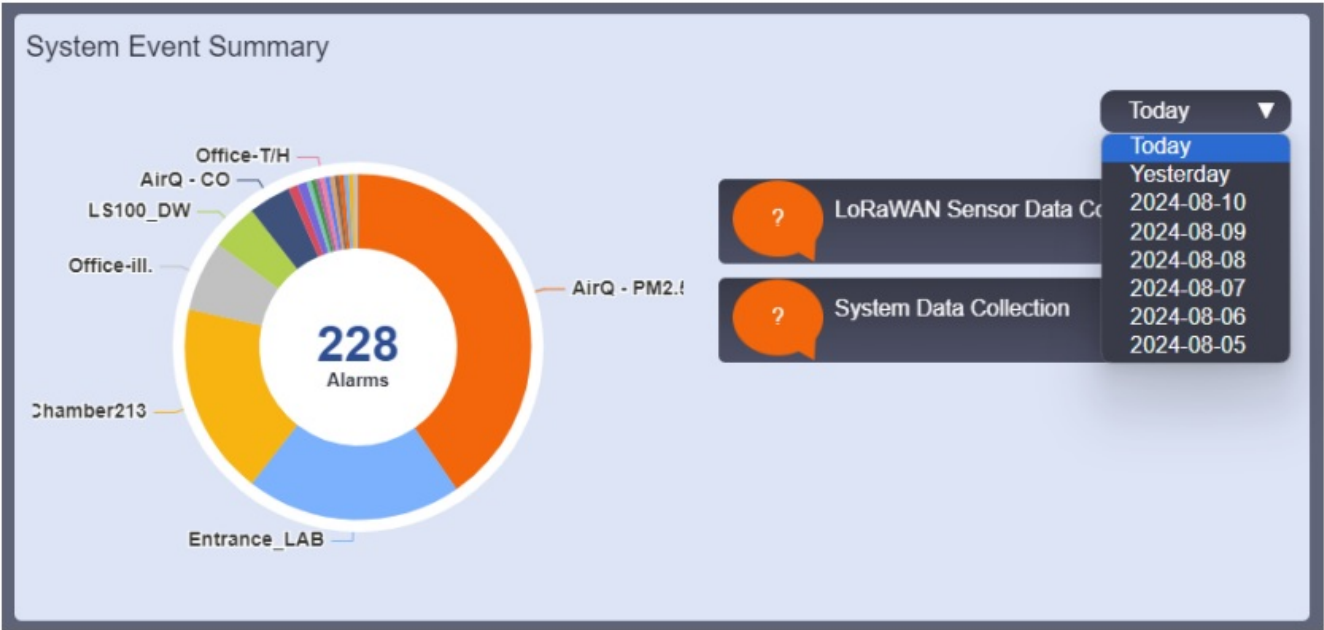 System Event Summary
Today ▼
Today
Yesterday
2024-08-10
2024-08-09
2024-08-08
2024-08-07
2024-08-06
2024-08-05
Office-T/H
AirQ - CO
LS100_DW
Office-ill.
AirQ - PM2.
228
Alarms
Chamber213
Entrance_LAB
? LoRaWAN Sensor Data
? System Data Collection